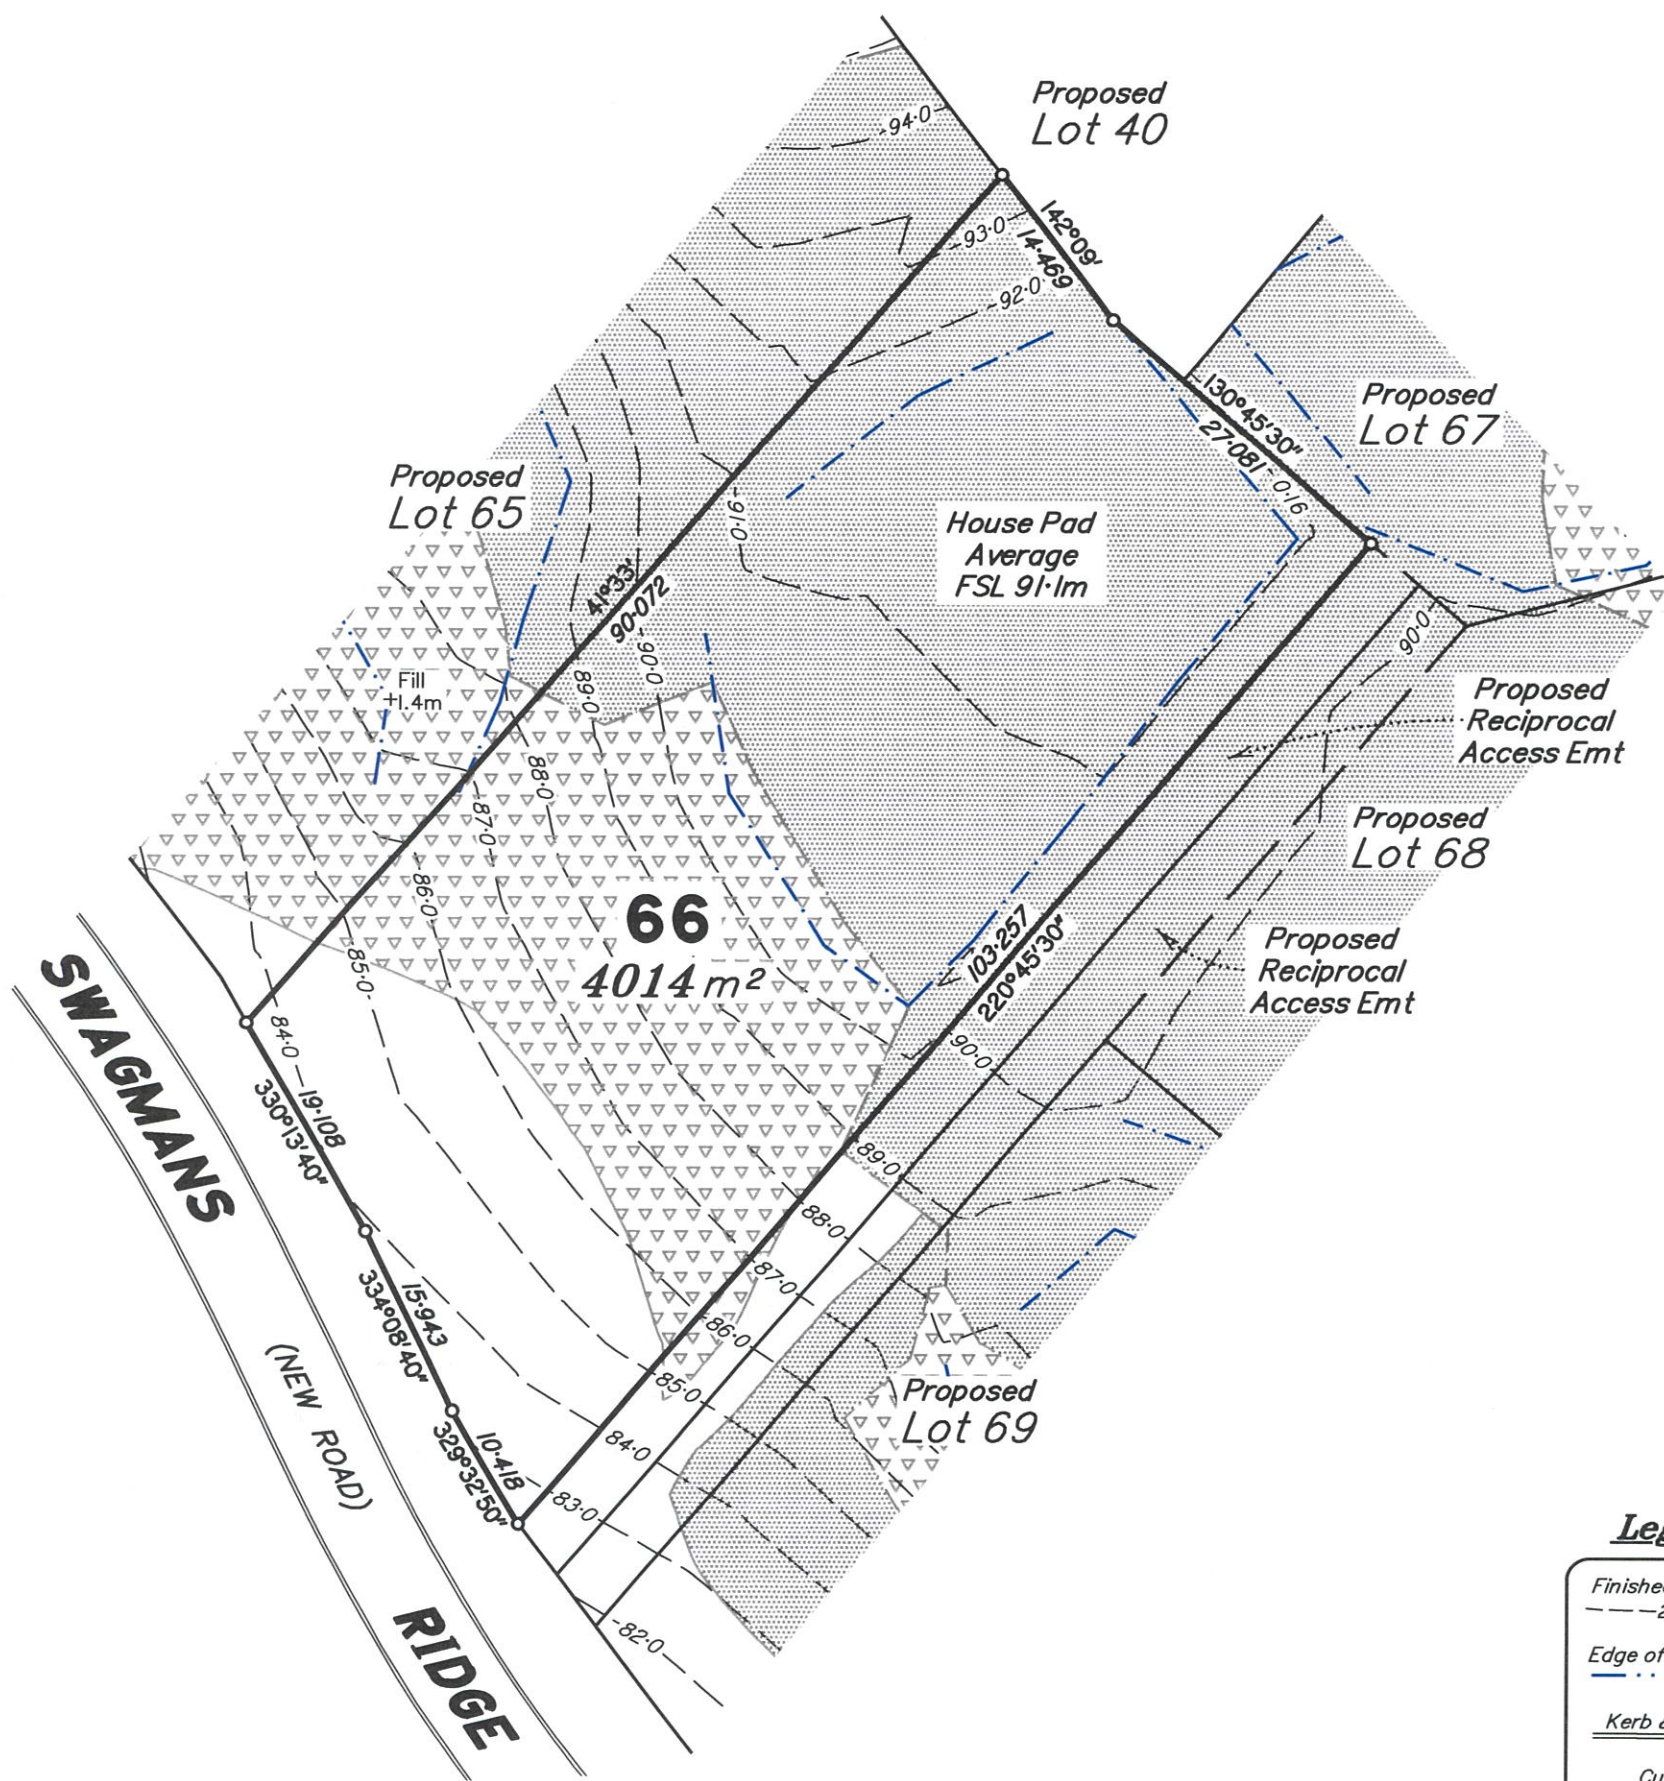 Proposed
Lot 40
94·0
93·0
92·0
142°09'
14·469
130°45'30"
27·081
91·0
Proposed
Lot 67
Proposed
Lot 65
House Pad
Average
FSL 91·1m
91·0
41°33'
90·072
90·0
89·0
90·0
Fill
+1.4m
Proposed
Reciprocal
Access Emt
88·0
87·0
86·0
85·0
84·0
66
4014 m²
103·257
220°45'30"
Proposed
Lot 68
Proposed
Reciprocal
Access Emt
90·0
89·0
88·0
87·0
86·0
85·0
84·0
83·0
82·0
19·108
330°13'40"
15·943
334°08'40"
10·418
329°32'50"
Proposed
Lot 69
SWAGMANS
RIDGE
(NEW ROAD)
Leg
Finishe
2
Edge of
Kerb
Cu